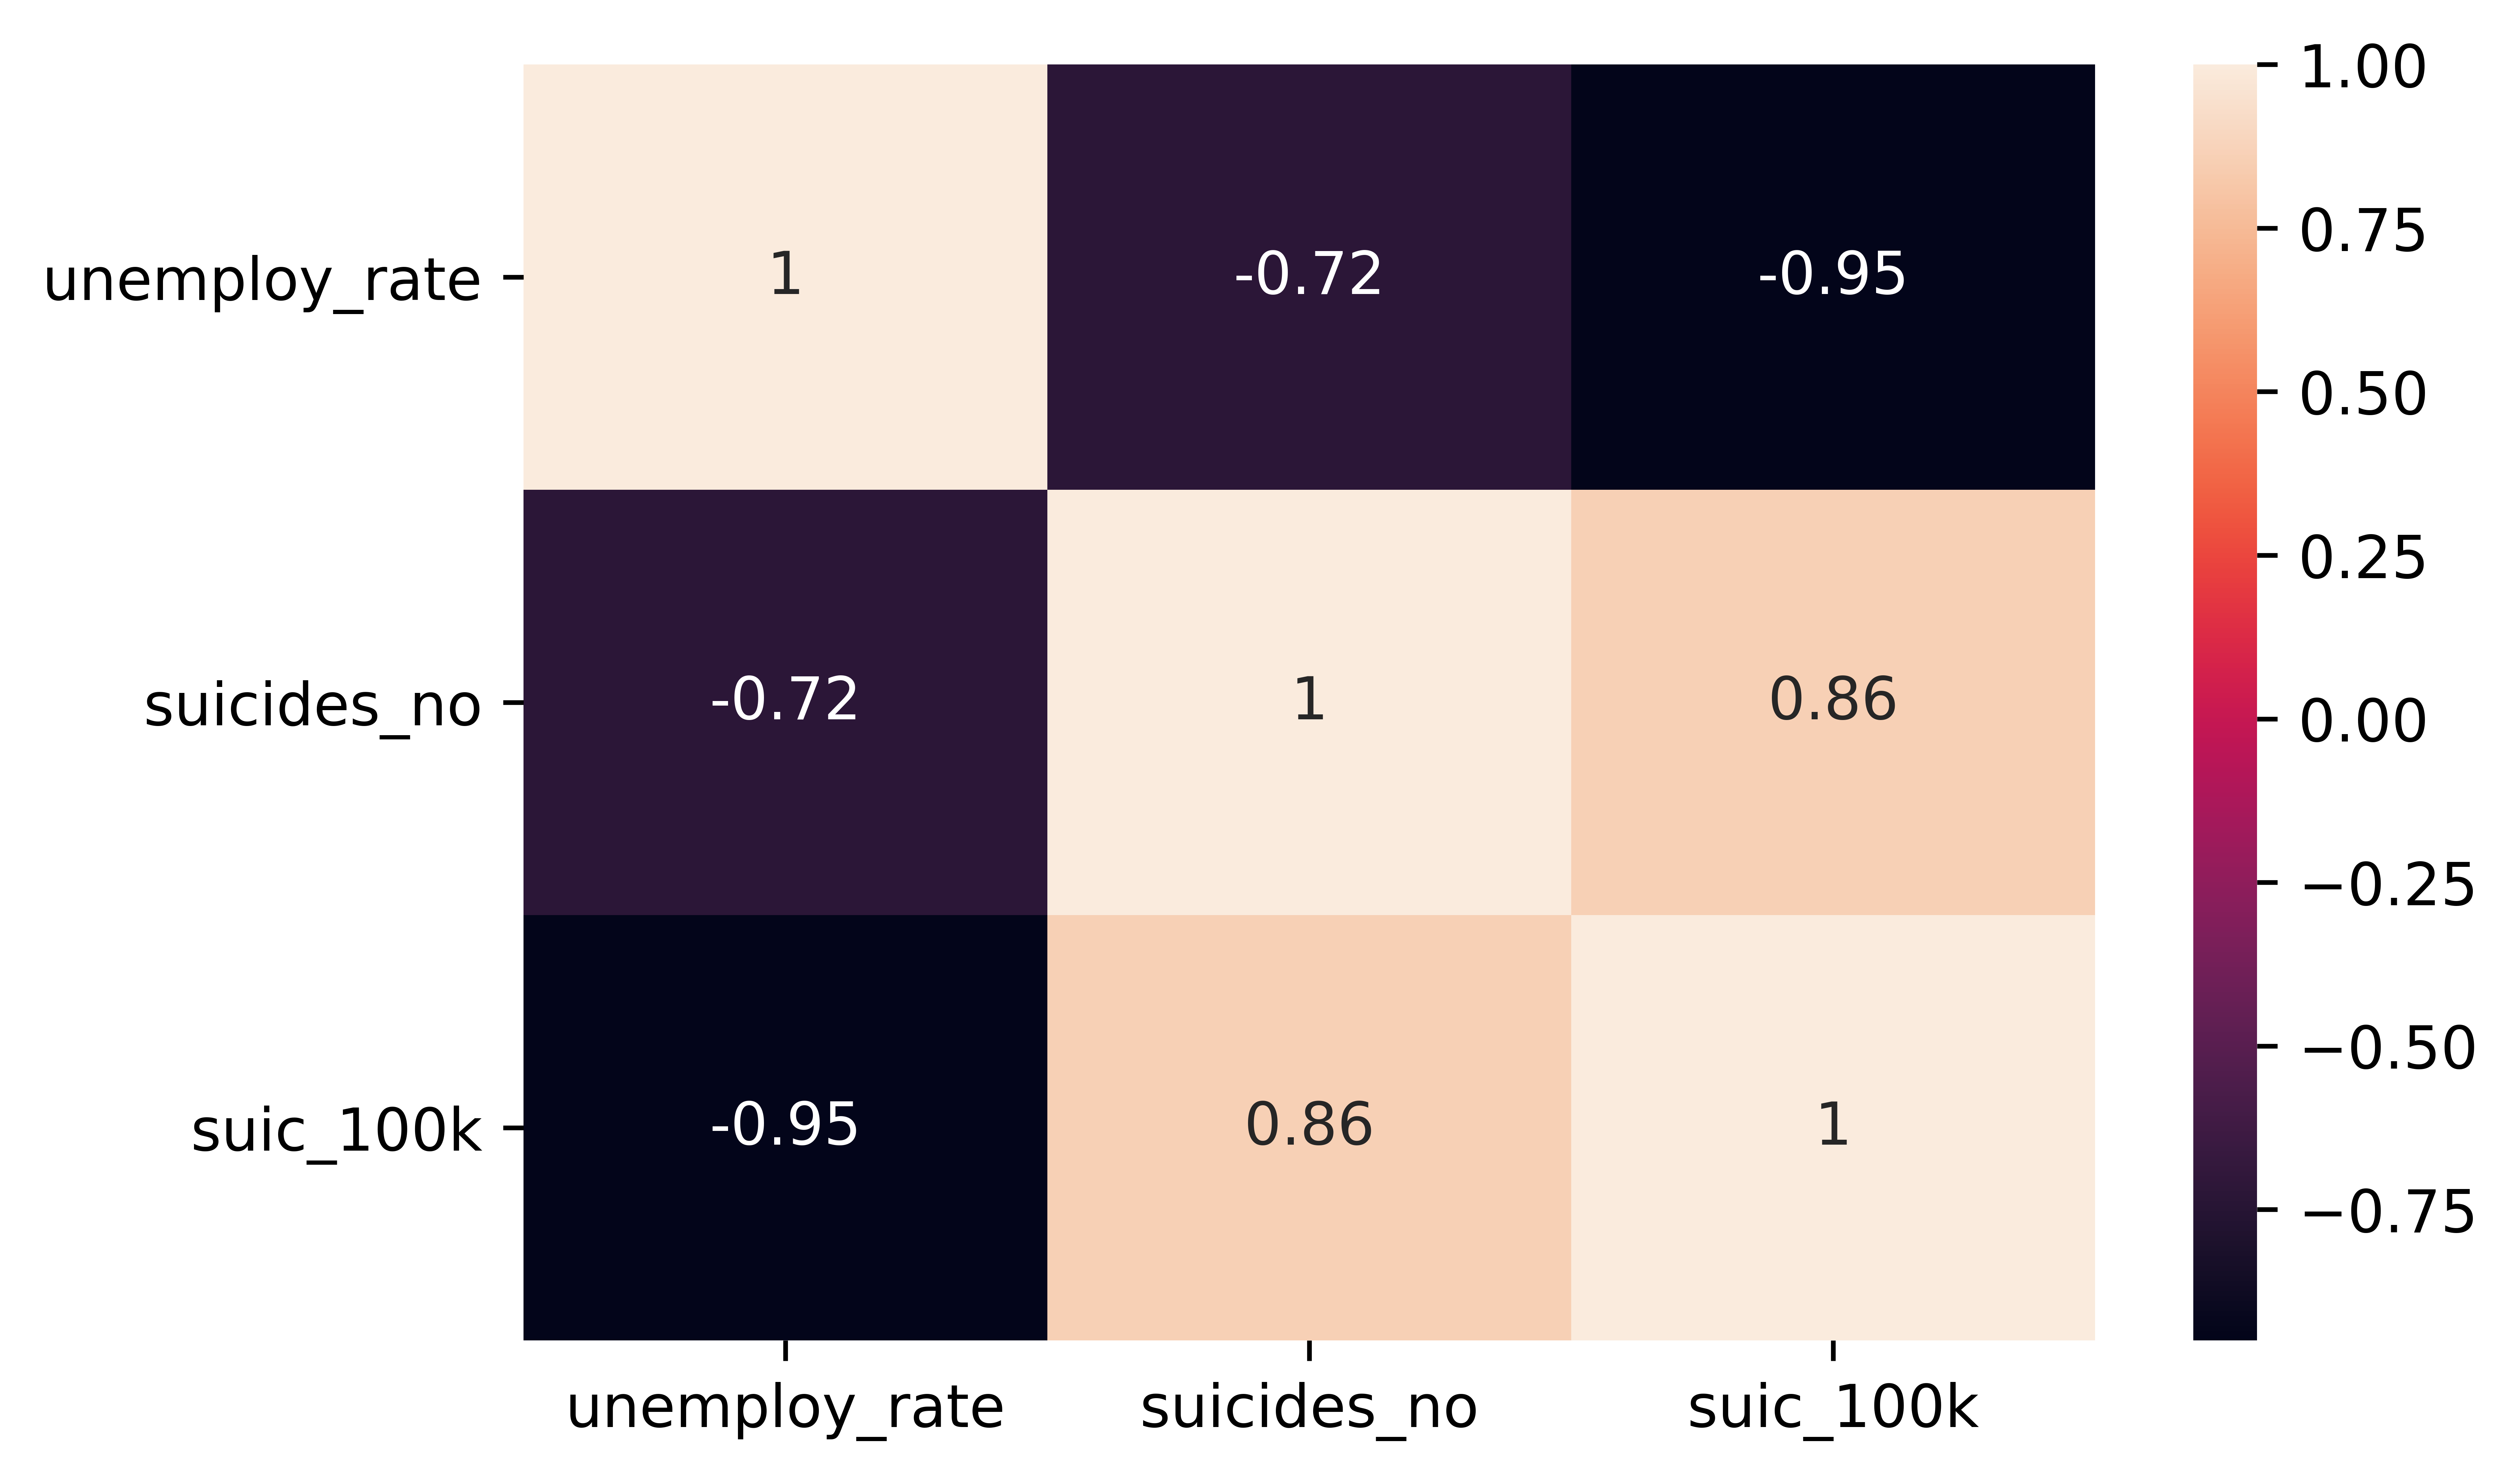 unemploy_rate 1 -0.72 -0.95
suicides_no -0.72 1 0.86
suic_100k -0.95 0.86 1
unemploy_rate suicides_no suic_100k
1.00
0.75
0.50
0.25
0.00
−0.25
−0.50
−0.75